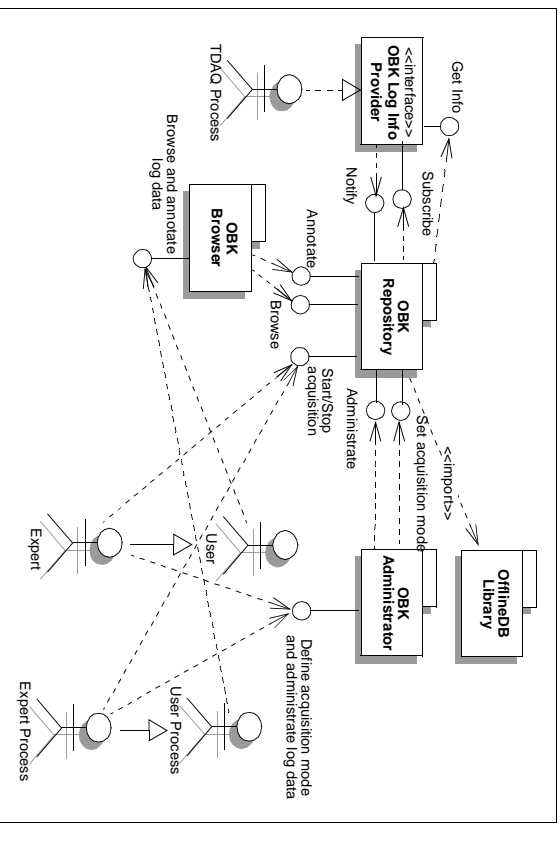 Get Info
<<interface>>
OBK Log Info
Provider
TDAQ Process
Subscribe
Notify
Annotate
Browse
OBK
Browser
Browse and annotate
log data
OBK
Repository
Start/Stop
acquisition
Administrate
Set acquisition mode
<<import>>
OfflineDB
Library
OBK
Administrator
Define acquisition mode
and administrate log data
User
Expert
User Process
Expert Process